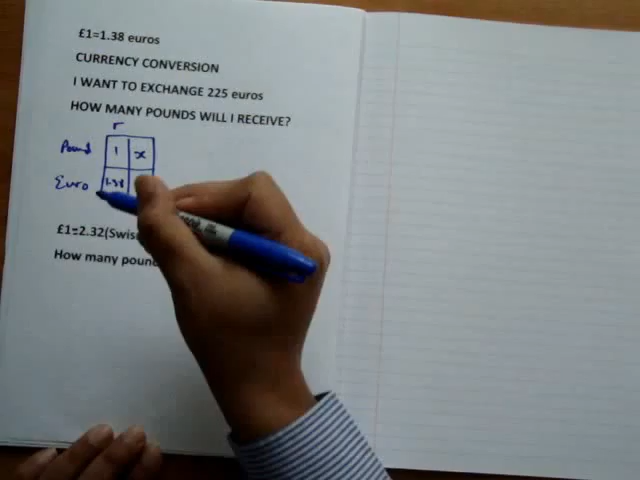 £1=1.38 euros
CURRENCY CONVERSION
I WANT TO EXCHANGE 225 euros
HOW MANY POUNDS WILL I RECEIVE?
r
Pound 1 x
Euro 1.38
£1=2.32(Swis
How many poun